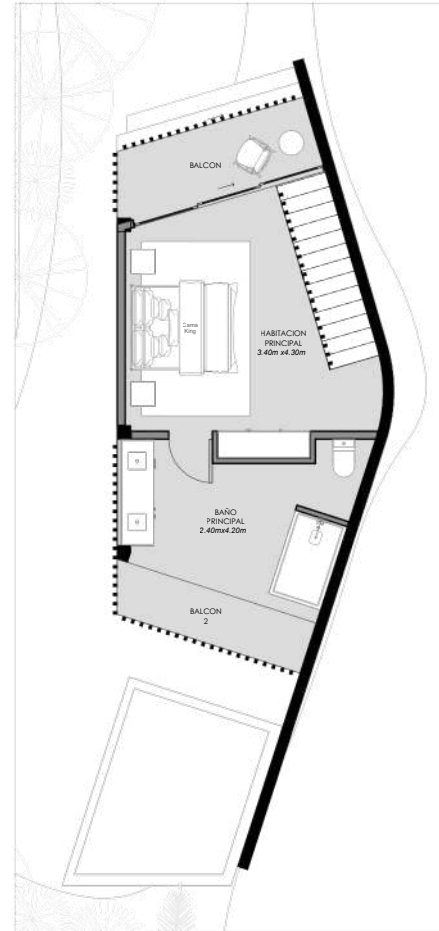 BALCON
Cama
King
HABITACION
PRINCIPAL
3.40m x4.30m
BAÑO
PRINCIPAL
2.40mx4.20m
BALCON
2